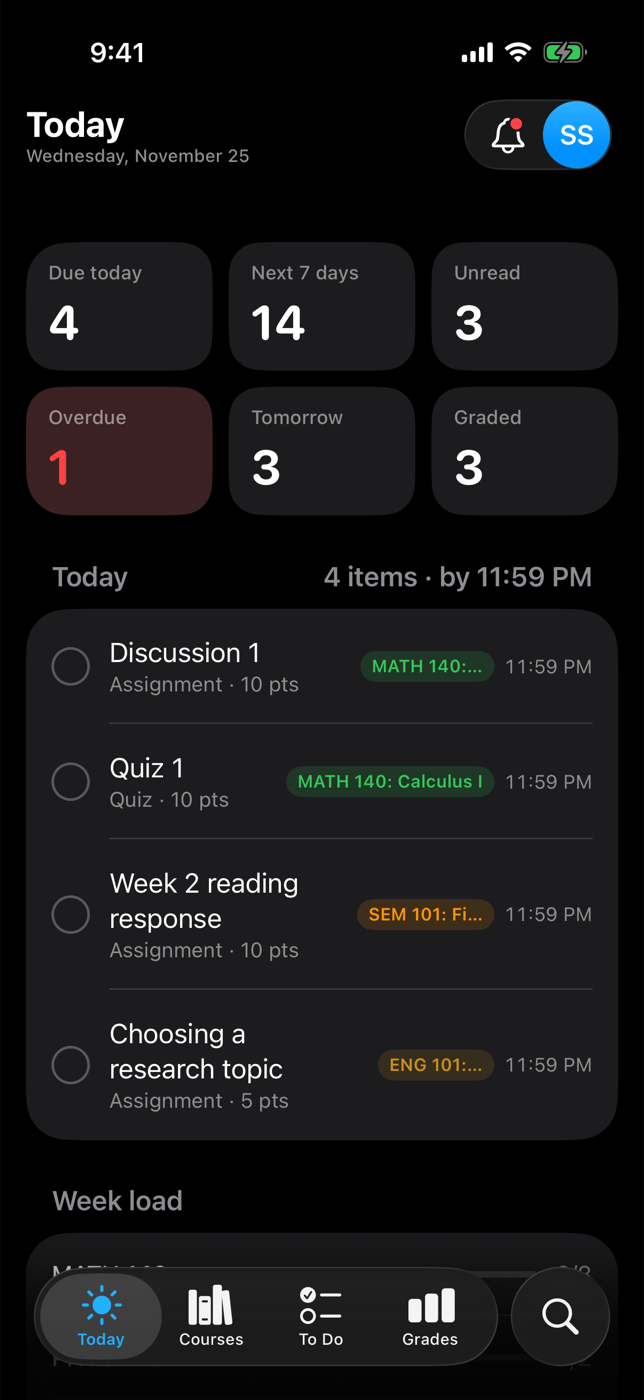 9:41
Today
Wednesday, November 25
SS
Due today
4
Next 7 days
14
Unread
3
Overdue
1
Tomorrow
3
Graded
3
Today
4 items · by 11:59 PM
Discussion 1
Assignment · 10 pts
MATH 140:...
11:59 PM
Quiz 1
Quiz · 10 pts
MATH 140: Calculus I
11:59 PM
Week 2 reading
response
Assignment · 10 pts
SEM 101: Fi...
11:59 PM
Choosing a
research topic
Assignment · 5 pts
ENG 101:...
11:59 PM
Week load
Today
Courses
To Do
Grades